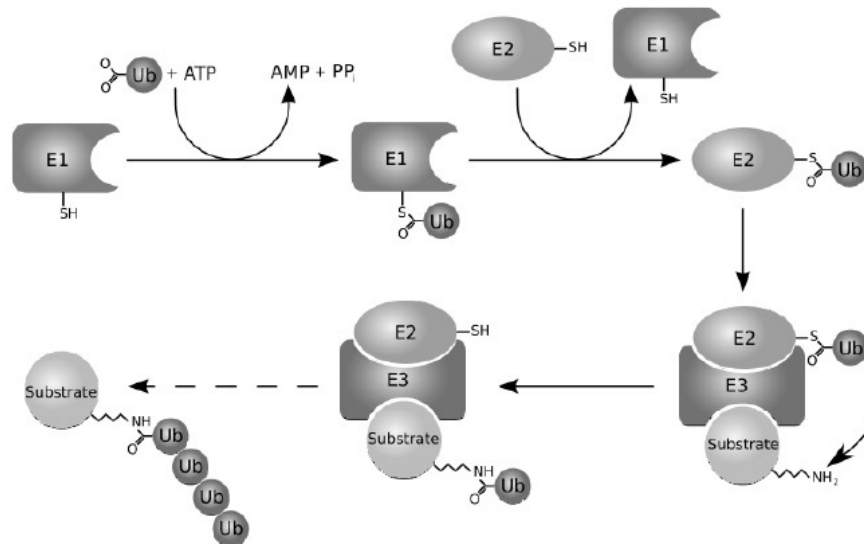 E2
SH
E1
SH
O
O
Ub + ATP
AMP + PPi
E1
SH
E1
S
O
Ub
E2
S
O
Ub
E2
SH
E3
Substrate
NH
O
Ub
E2
S
O
Ub
E3
Substrate
NH2
Substrate
NH
O
Ub
Ub
Ub
Ub